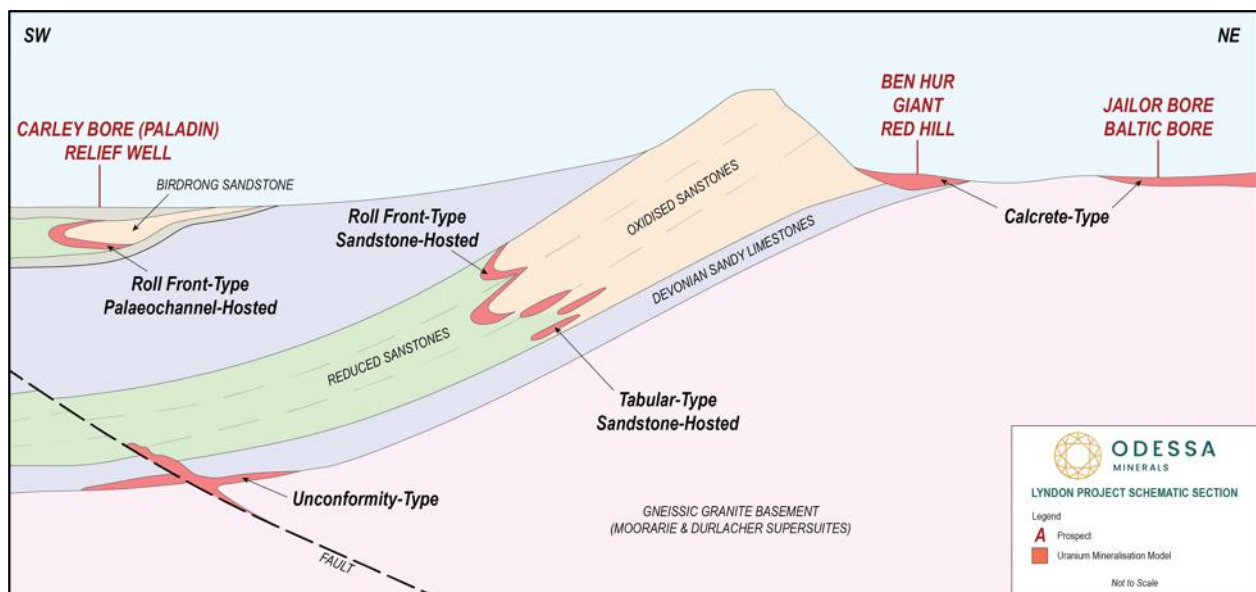 SW
NE
CARLEY BORE (PALADIN)
RELIEF WELL
BIRDRONG SANDSTONE
Roll Front-Type
Palaeochannel-Hosted
Roll Front-Type
Sandstone-Hosted
OXIDISED SANSTONES
REDUCED SANSTONES
DEVONIAN SANDY LIMESTONES
BEN HUR
GIANT
RED HILL
JAILOR BORE
BALTIC BORE
Calcrete-Type
Tabular-Type
Sandstone-Hosted
Unconformity-Type
FAULT
GNEISSIC GRANITE BASEMENT
(MOORARIE & DURLACHER SUPERSUITES)
ODESSA
MINERALS
LYNDON PROJECT SCHEMATIC SECTION
Legend
A Prospect
Uranium Mineralisation Model
Not to Scale